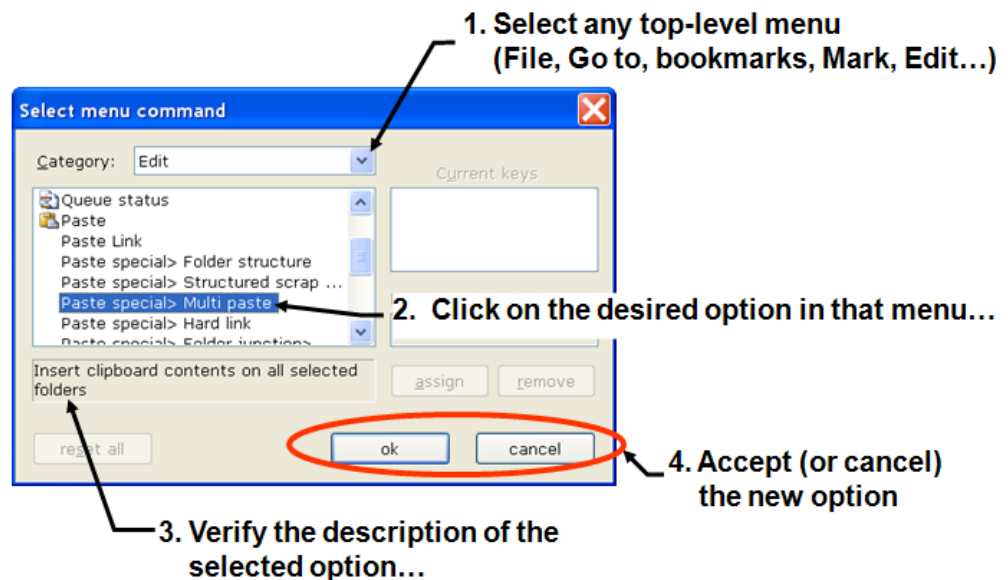 1. Select any top-level menu
(File, Go to, bookmarks, Mark, Edit...)
Select menu command
Category: Edit
Current keys
Queue status
Paste
Paste Link
Paste special> Folder structure
Paste special> Structured scrap ...
Paste special> Multi paste
2. Click on the desired option in that menu...
Paste special> Hard link
Paste special> Folder junction>
Insert clipboard contents on all selected
folders
assign remove
reset all ok cancel
4. Accept (or cancel)
the new option
3. Verify the description of the
selected option...